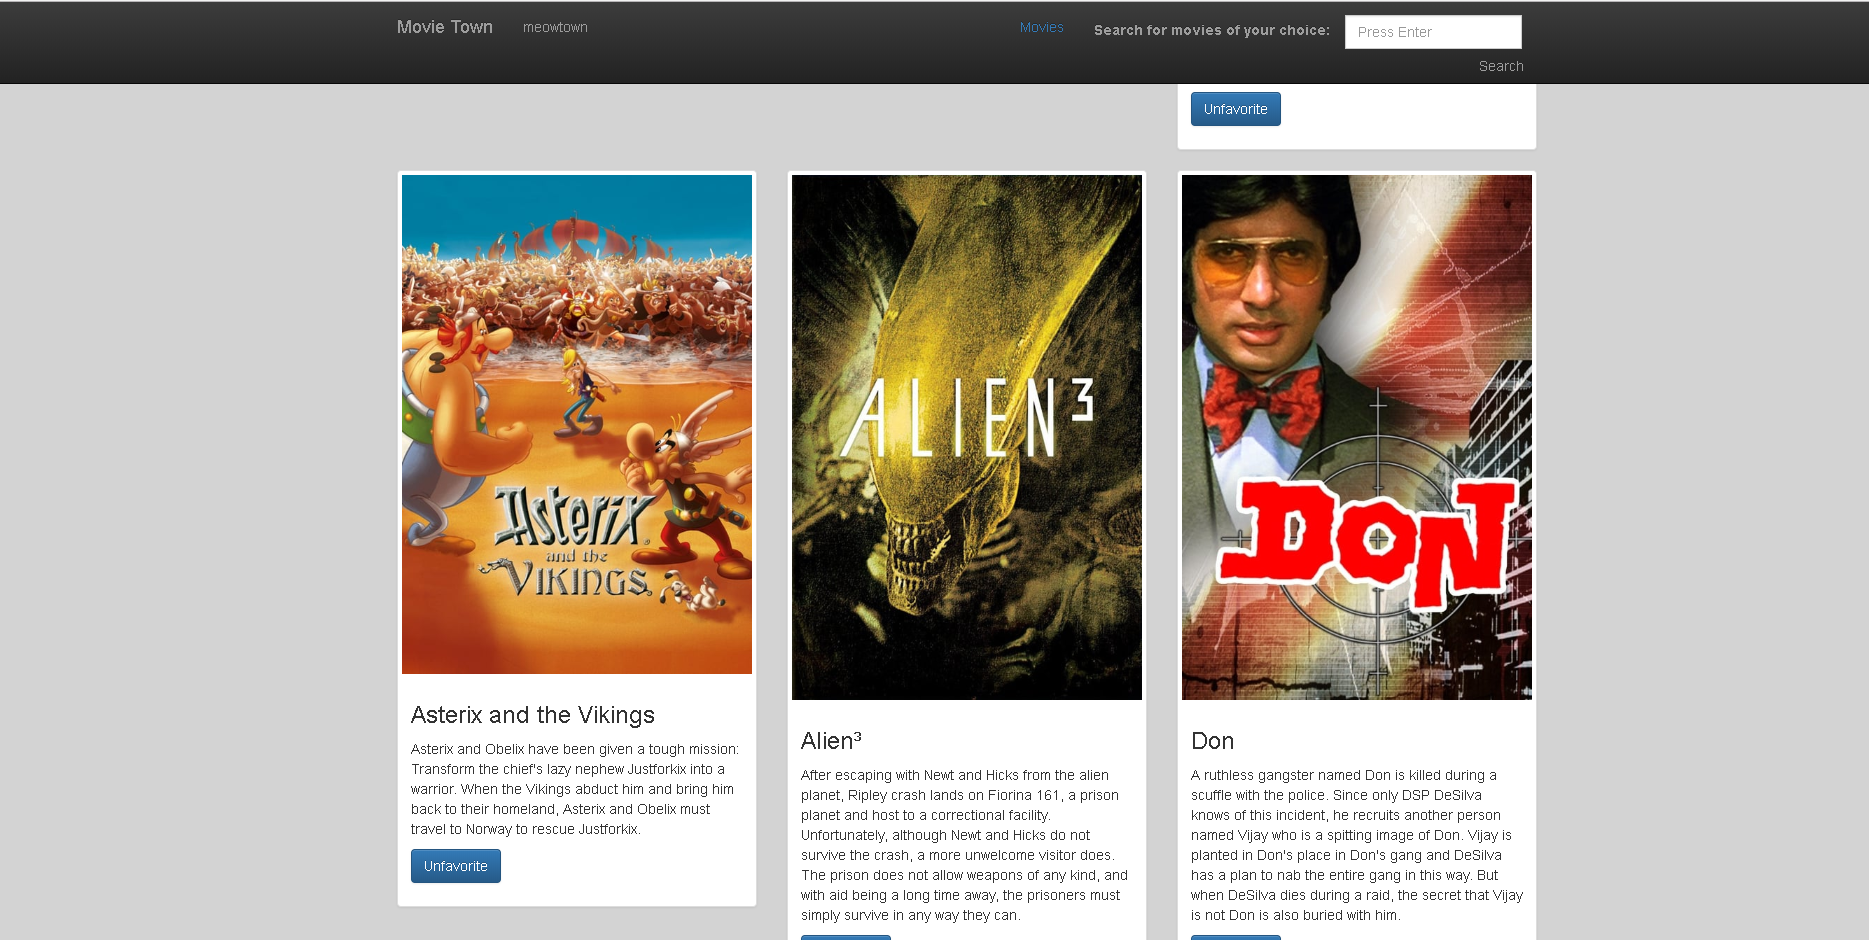 Movie Town
meowtown
Movies
Search for movies of your choice:
Press Enter
Search
Unfavorite
Asterix
and the
Vikings
Asterix and the Vikings
Asterix and Obelix have been given a tough mission:
Transform the chief's lazy nephew Justforkix into a
warrior. When the Vikings abduct him and bring him
back to their homeland, Asterix and Obelix must
travel to Norway to rescue Justforkix.
Unfavorite
ALIEN³
Alien³
After escaping with Newt and Hicks from the alien
planet, Ripley crash lands on Fiorina 161, a prison
planet and host to a correctional facility.
Unfortunately, although Newt and Hicks do not
survive the crash, a more unwelcome visitor does.
The prison does not allow weapons of any kind, and
with aid being a long time away, the prisoners must
simply survive in any way they can.
DON
Don
A ruthless gangster named Don is killed during a
scuffle with the police. Since only DSP DeSilva
knows of this incident, he recruits another person
named Vijay who is a spitting image of Don. Vijay is
planted in Don's place in Don's gang and DeSilva
has a plan to nab the entire gang in this way. But
when DeSilva dies during a raid, the secret that Vijay
is not Don is also buried with him.